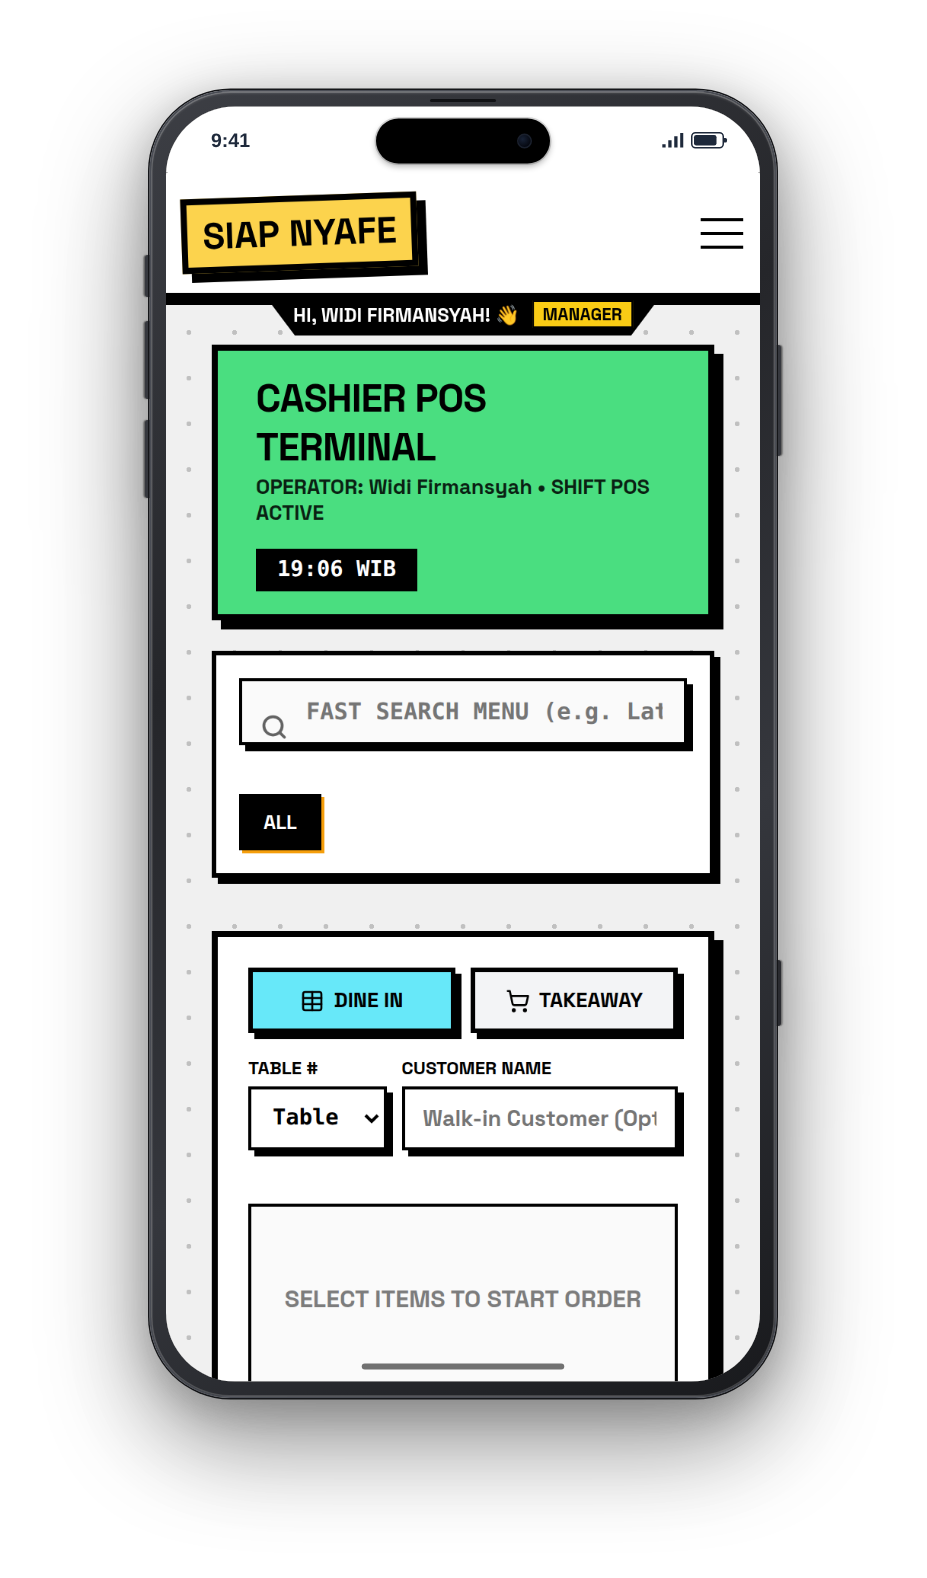 9:41
SIAP NYAFE
HI, WIDI FIRMANSYAH! 👋 MANAGER
CASHIER POS
TERMINAL
OPERATOR: Widi Firmansyah • SHIFT POS
ACTIVE
19:06 WIB
FAST SEARCH MENU (e.g. Lat
ALL
DINE IN
TAKEAWAY
TABLE #
CUSTOMER NAME
Table
Walk-in Customer (Opt
SELECT ITEMS TO START ORDER